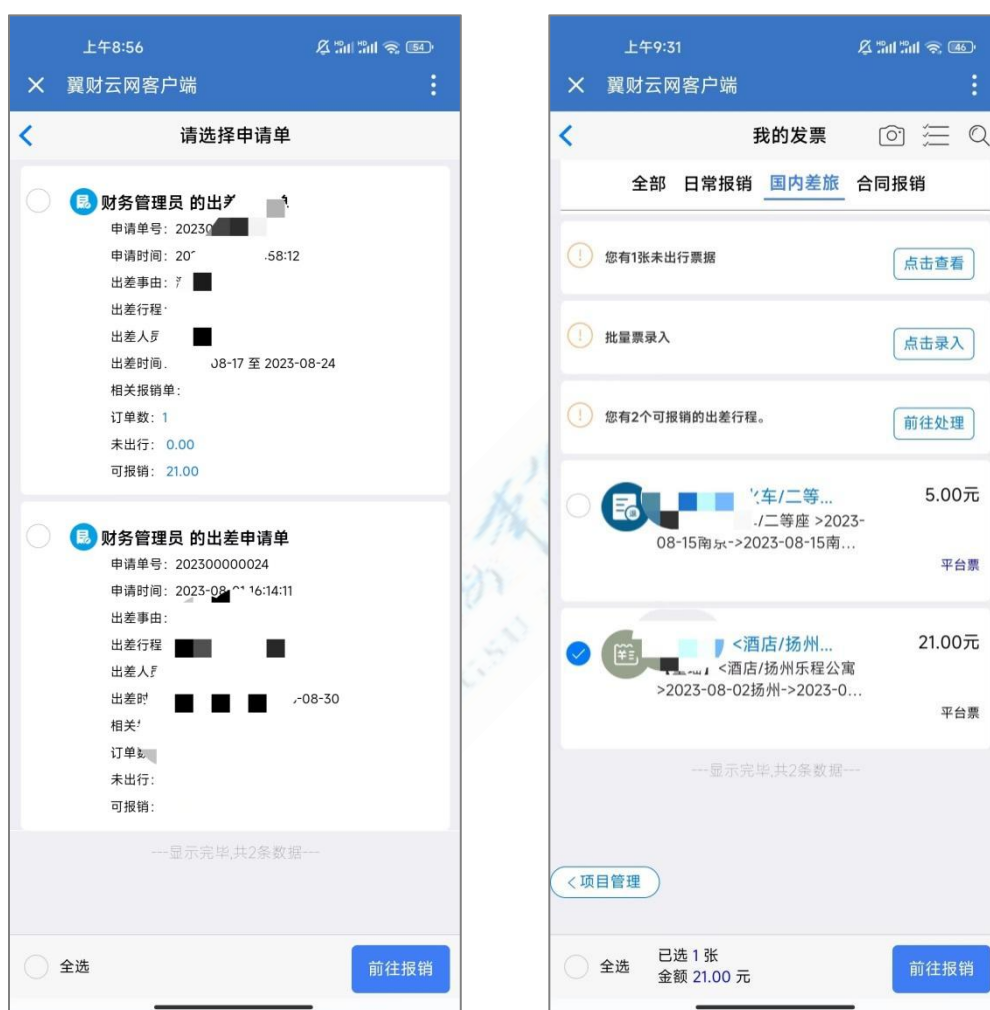 上午8:56
HD HD 54
翼财云网客户端
请选择申请单
财务管理员 的出
申请单号: 20230
申请时间: 20 :58:12
出差事由:
出差行程
出差人
出差时间 08-17 至 2023-08-24
相关报销单:
订单数: 1
未出行: 0.00
可报销: 21.00
财务管理员 的出差申请单
申请单号: 202300000024
申请时间: 2023-08- 16:14:11
出差事由:
出差行程
出差人
出差时 -08-30
相关
订单
未出行:
可报销:
---显示完毕,共2条数据---
全选
前往报销
上午9:31
HD HD 46
翼财云网客户端
我的发票
全部 日常报销 国内差旅 合同报销
您有1张未出行票据
点击查看
批量票录入
点击录入
您有2个可报销的出差行程。
前往处理
车/二等...
5.00元
/二等座 >2023-
08-15南京->2023-08-15南...
平台票
<酒店/扬州...
21.00元
】<酒店/扬州乐程公寓
>2023-08-02扬州->2023-0...
平台票
---显示完毕,共2条数据---
<项目管理
全选
已选 1 张
金额 21.00 元
前往报销